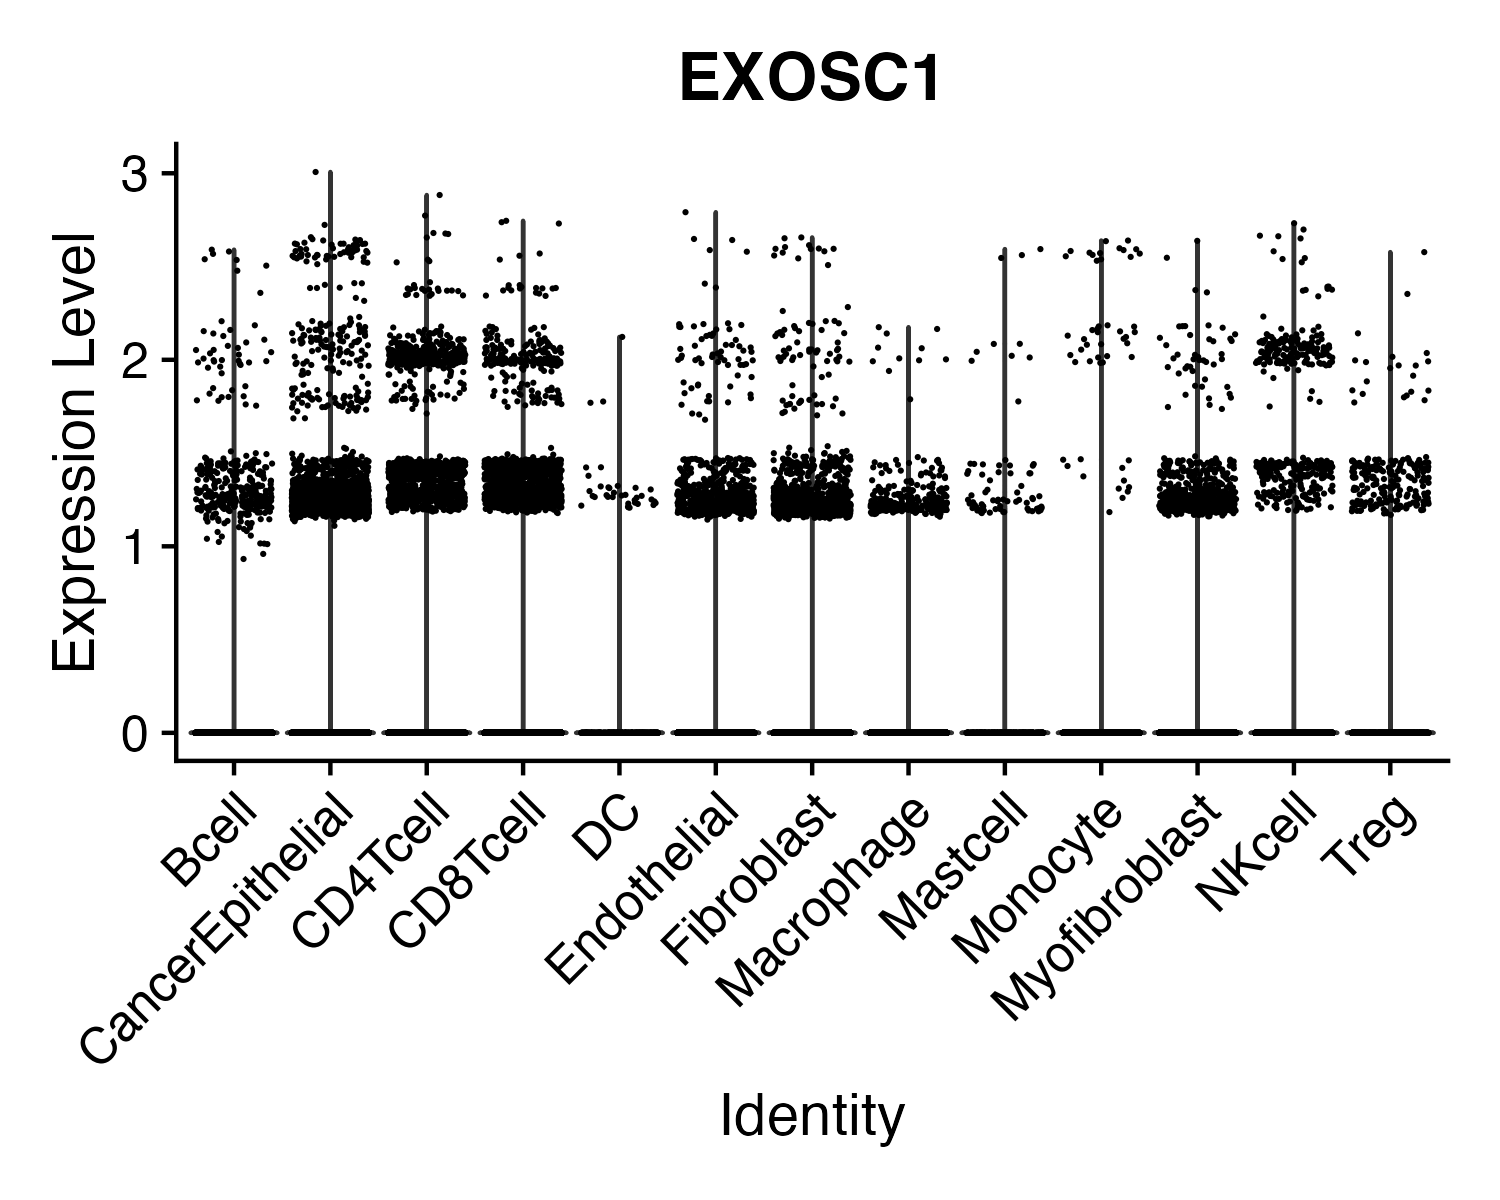 EXOSC1
Expression Level
3
2
1
0
Bcell
CancerEpithelial
CD4Tcell
CD8Tcell
DC
Endothelial
Fibroblast
Macrophage
Mastcell
Monocyte
Myofibroblast
NKcell
Treg
Identity